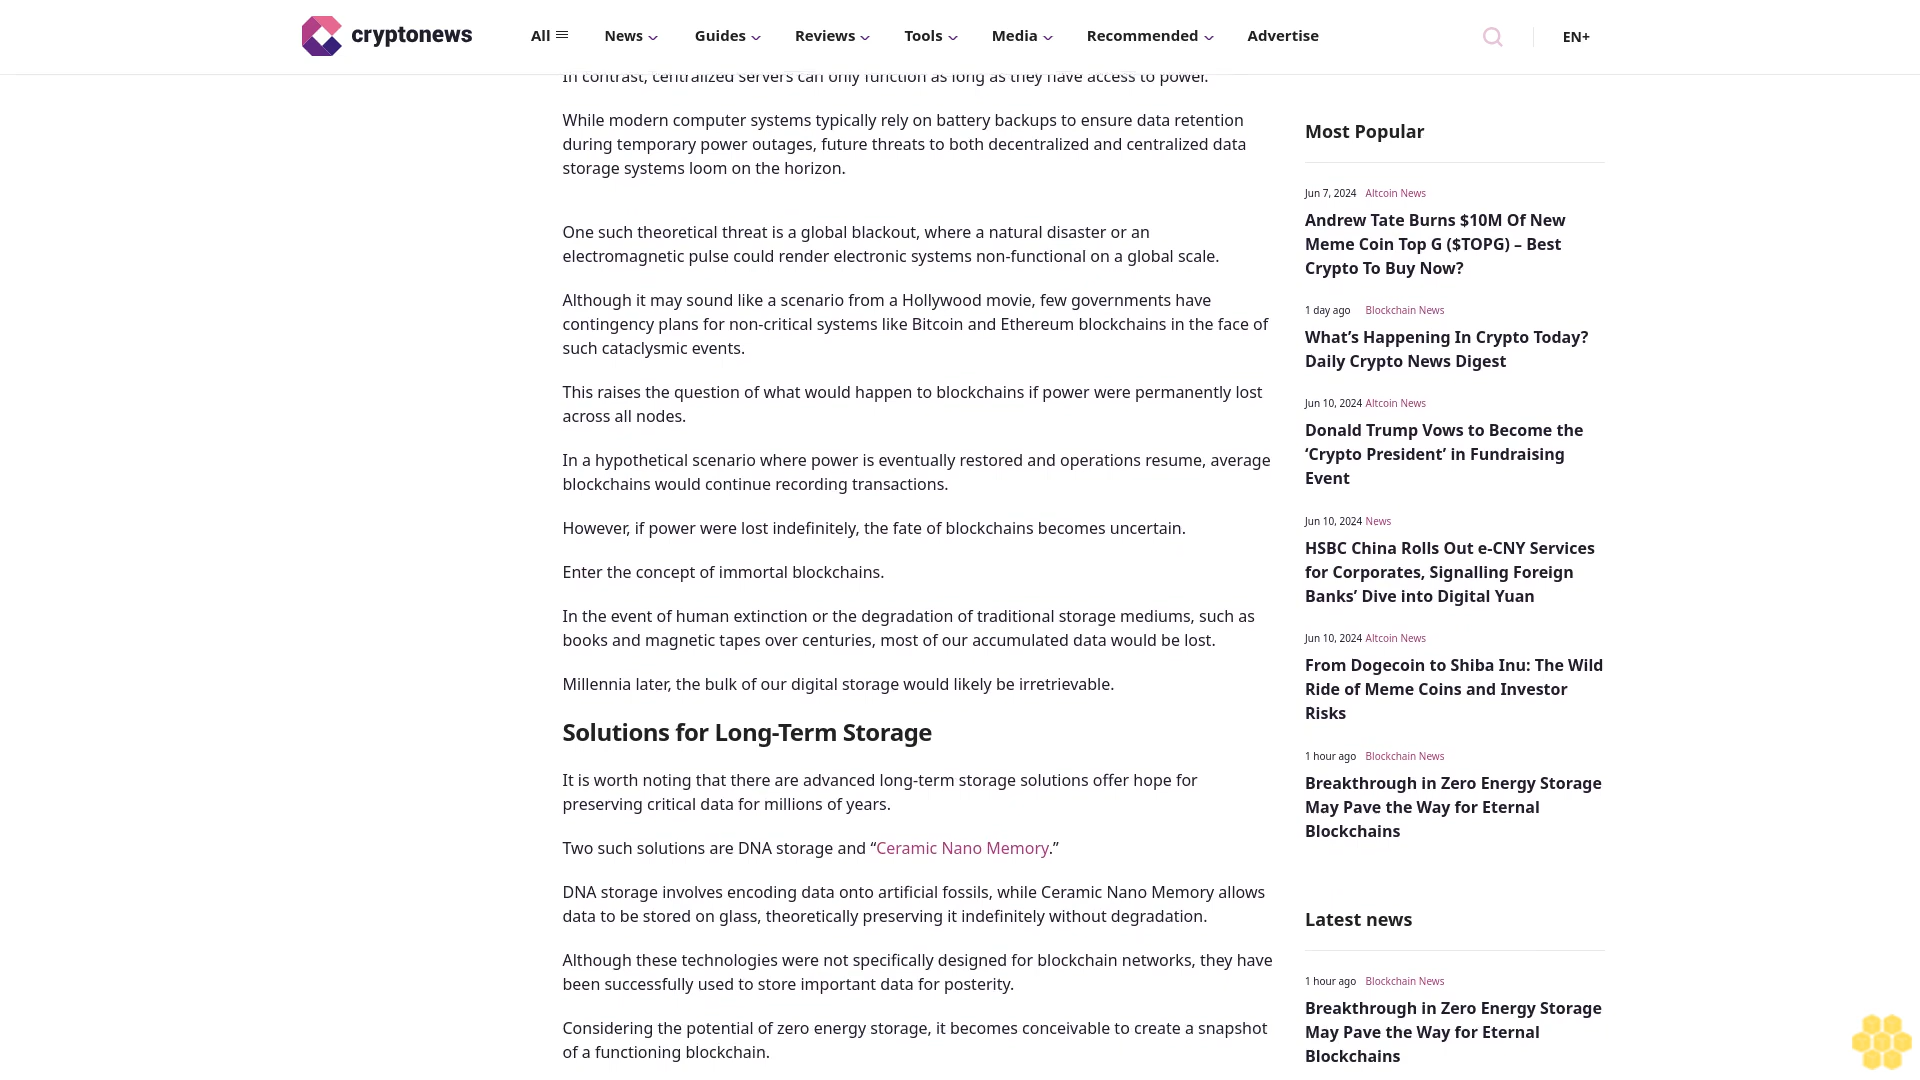 cryptonews
All
News
Guides
Reviews
Tools
Media
Recommended
Advertise
EN+
In contrast, centralized servers can only function as long as they have access to power.
While modern computer systems typically rely on battery backups to ensure data retention
during temporary power outages, future threats to both decentralized and centralized data
storage systems loom on the horizon.
One such theoretical threat is a global blackout, where a natural disaster or an
electromagnetic pulse could render electronic systems non-functional on a global scale.
Although it may sound like a scenario from a Hollywood movie, few governments have
contingency plans for non-critical systems like Bitcoin and Ethereum blockchains in the face of
such cataclysmic events.
This raises the question of what would happen to blockchains if power were permanently lost
across all nodes.
In a hypothetical scenario where power is eventually restored and operations resume, average
blockchains would continue recording transactions.
However, if power were lost indefinitely, the fate of blockchains becomes uncertain.
Enter the concept of immortal blockchains.
In the event of human extinction or the degradation of traditional storage mediums, such as
books and magnetic tapes over centuries, most of our accumulated data would be lost.
Millennia later, the bulk of our digital storage would likely be irretrievable.
Solutions for Long-Term Storage
It is worth noting that there are advanced long-term storage solutions offer hope for
preserving critical data for millions of years.
Two such solutions are DNA storage and “Ceramic Nano Memory.”
DNA storage involves encoding data onto artificial fossils, while Ceramic Nano Memory allows
data to be stored on glass, theoretically preserving it indefinitely without degradation.
Although these technologies were not specifically designed for blockchain networks, they have
been successfully used to store important data for posterity.
Considering the potential of zero energy storage, it becomes conceivable to create a snapshot
of a functioning blockchain.
Most Popular
Jun 7, 2024 Altcoin News
Andrew Tate Burns $10M Of New
Meme Coin Top G ($TOPG) – Best
Crypto To Buy Now?
1 day ago Blockchain News
What’s Happening In Crypto Today?
Daily Crypto News Digest
Jun 10, 2024 Altcoin News
Donald Trump Vows to Become the
‘Crypto President’ in Fundraising
Event
Jun 10, 2024 News
HSBC China Rolls Out e-CNY Services
for Corporates, Signalling Foreign
Banks’ Dive into Digital Yuan
Jun 10, 2024 Altcoin News
From Dogecoin to Shiba Inu: The Wild
Ride of Meme Coins and Investor
Risks
1 hour ago Blockchain News
Breakthrough in Zero Energy Storage
May Pave the Way for Eternal
Blockchains
Latest news
1 hour ago Blockchain News
Breakthrough in Zero Energy Storage
May Pave the Way for Eternal
Blockchains